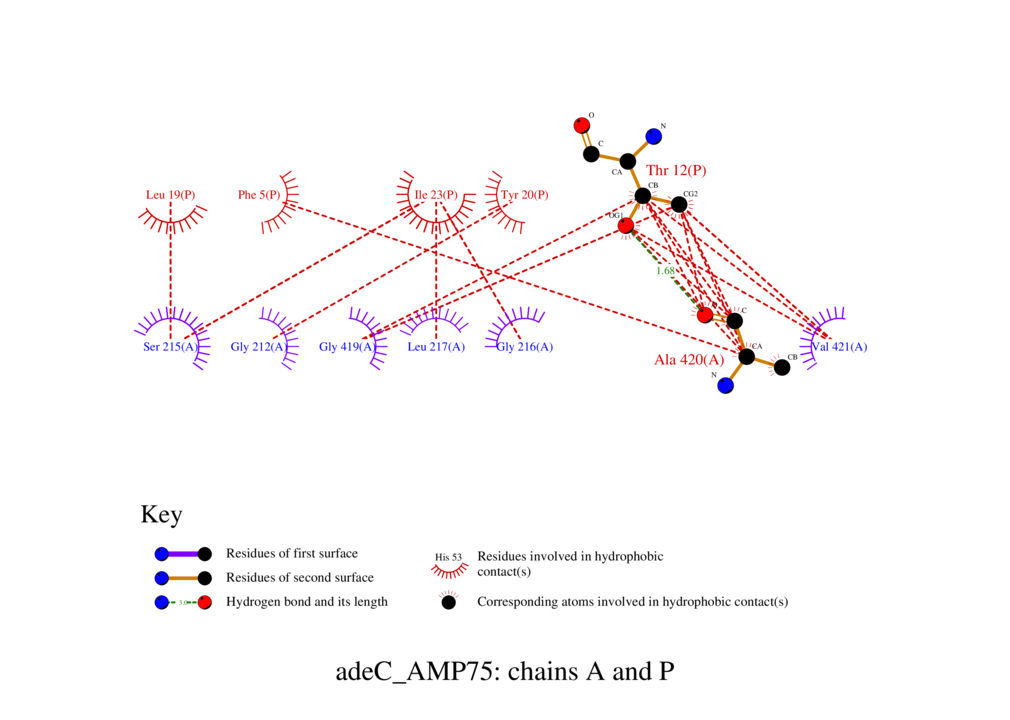 O
N
C
CA
Thr 12(P)
CB
CG2
Leu 19(P)
Phe 5(P)
Ile 23(P)
Tyr 20(P)
OG1
1.68
C
Ser 215(A)
Gly 212(A)
Gly 419(A)
Leu 217(A)
Gly 216(A)
CA
Val 421(A)
Ala 420(A)
CB
N
Key
Residues of first surface
His 53
Residues involved in hydrophobic
contact(s)
Residues of second surface
3.0
Hydrogen bond and its length
Corresponding atoms involved in hydrophobic contact(s)
adeC_AMP75: chains A and P